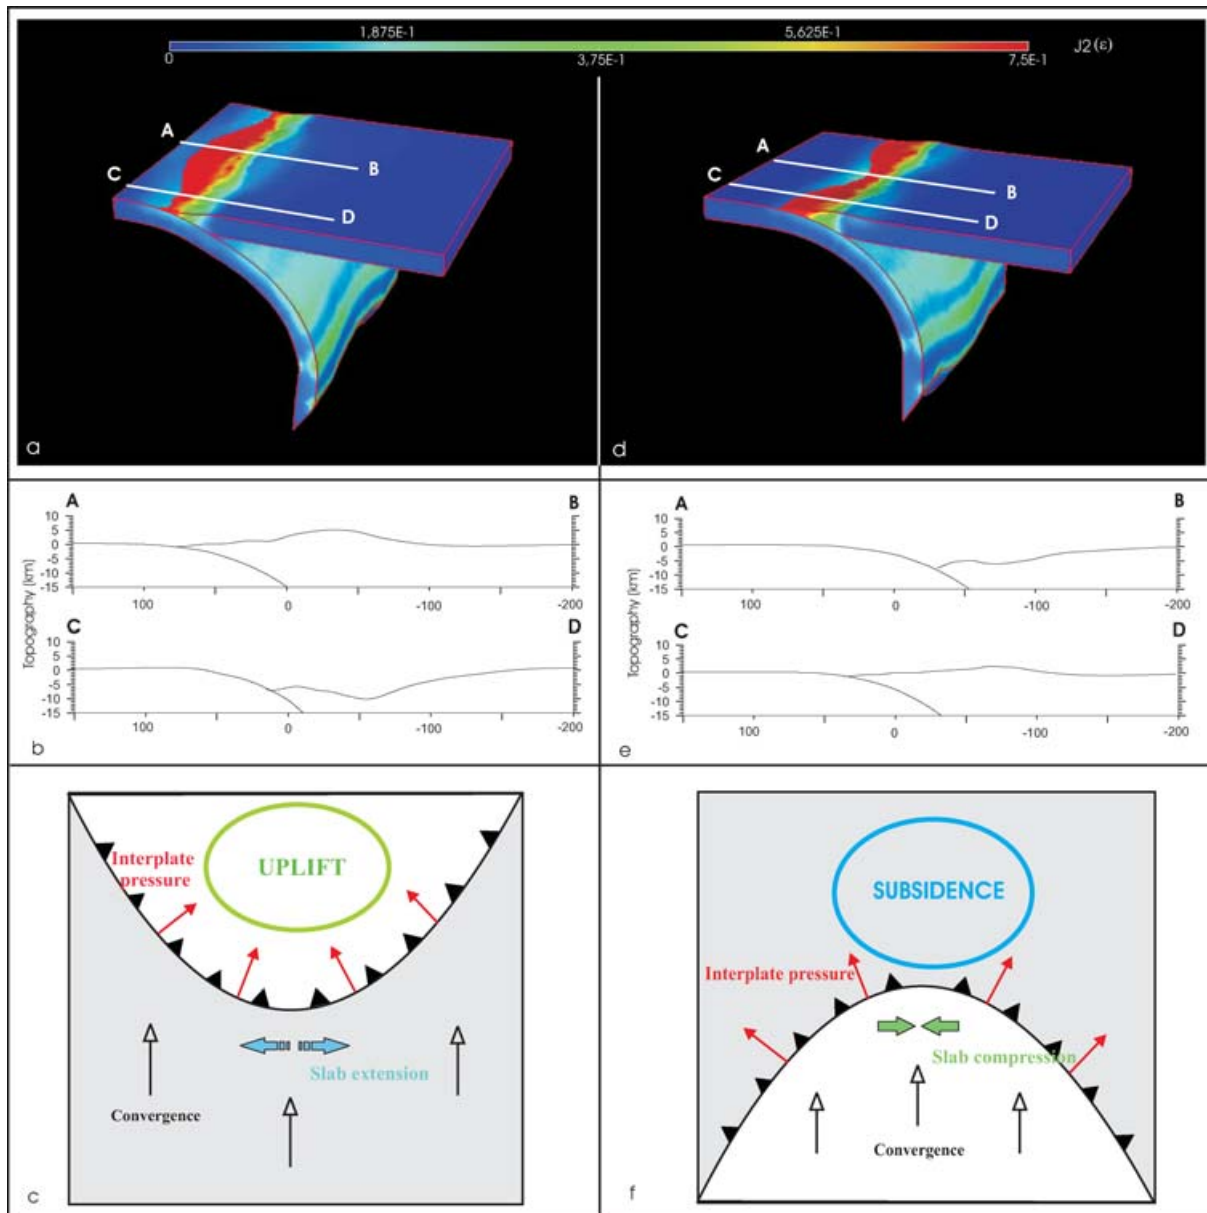 1,875E-1 5,625E-1
J2(ε)
0 3,75E-1 7,5E-1
A
B
C
D
a
A
B
C
D
d
A B
10
5
0
-5
-10
-15
100 0 -100 -200
Topography (km)
C D
10
5
0
-5
-10
-15
100 0 -100 -200
b
A B
10
5
0
-5
-10
-15
100 0 -100 -200
Topography (km)
C D
10
5
0
-5
-10
-15
100 0 -100 -200
e
Interplate
pressure
UPLIFT
Slab extension
Convergence
c
SUBSIDENCE
Interplate pressure
Slab compression
Convergence
f